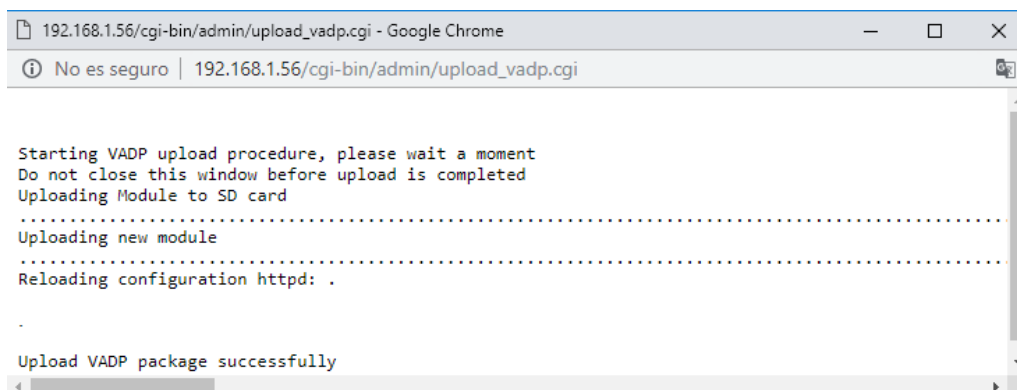 192.168.1.56/cgi-bin/admin/upload_vadp.cgi - Google Chrome
No es seguro | 192.168.1.56/cgi-bin/admin/upload_vadp.cgi
Starting VADP upload procedure, please wait a moment
Do not close this window before upload is completed
Uploading Module to SD card
...................................................................................................
Uploading new module
...................................................................................................
Reloading configuration httpd: .
.
Upload VADP package successfully